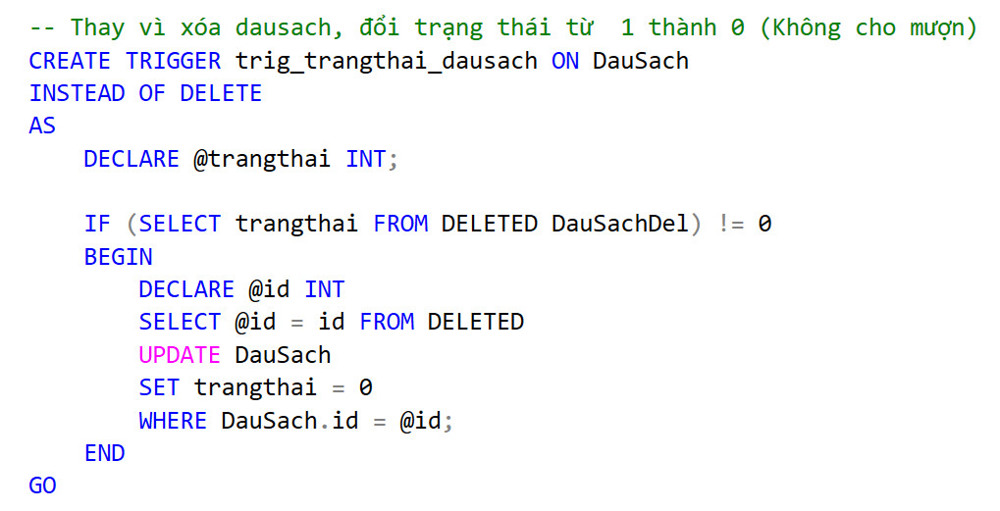 -- Thay vì xóa dausach, đổi trạng thái từ  1 thành 0 (Không cho mượn)
CREATE TRIGGER trig_trangthai_dausach ON DauSach
INSTEAD OF DELETE
AS
    DECLARE @trangthai INT;

    IF (SELECT trangthai FROM DELETED DauSachDel) != 0
    BEGIN
        DECLARE @id INT
        SELECT @id = id FROM DELETED
        UPDATE DauSach
        SET trangthai = 0
        WHERE DauSach.id = @id;
    END
GO